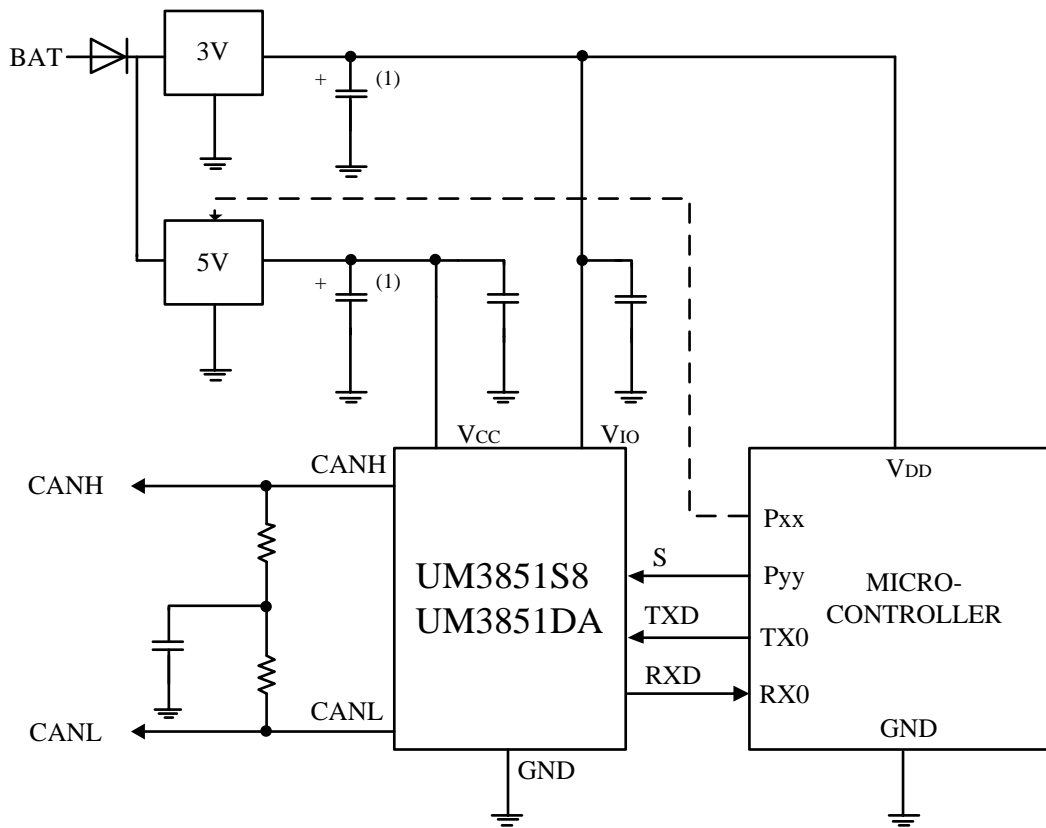 BAT
3V
+ (1)
5V
+ (1)
VCC
VIO
CANH
CANH
VDD
Pxx
S
Pyy
UM3851S8
UM3851DA
MICRO-
CONTROLLER
TXD
TX0
RXD
RX0
CANL
CANL
GND
GND